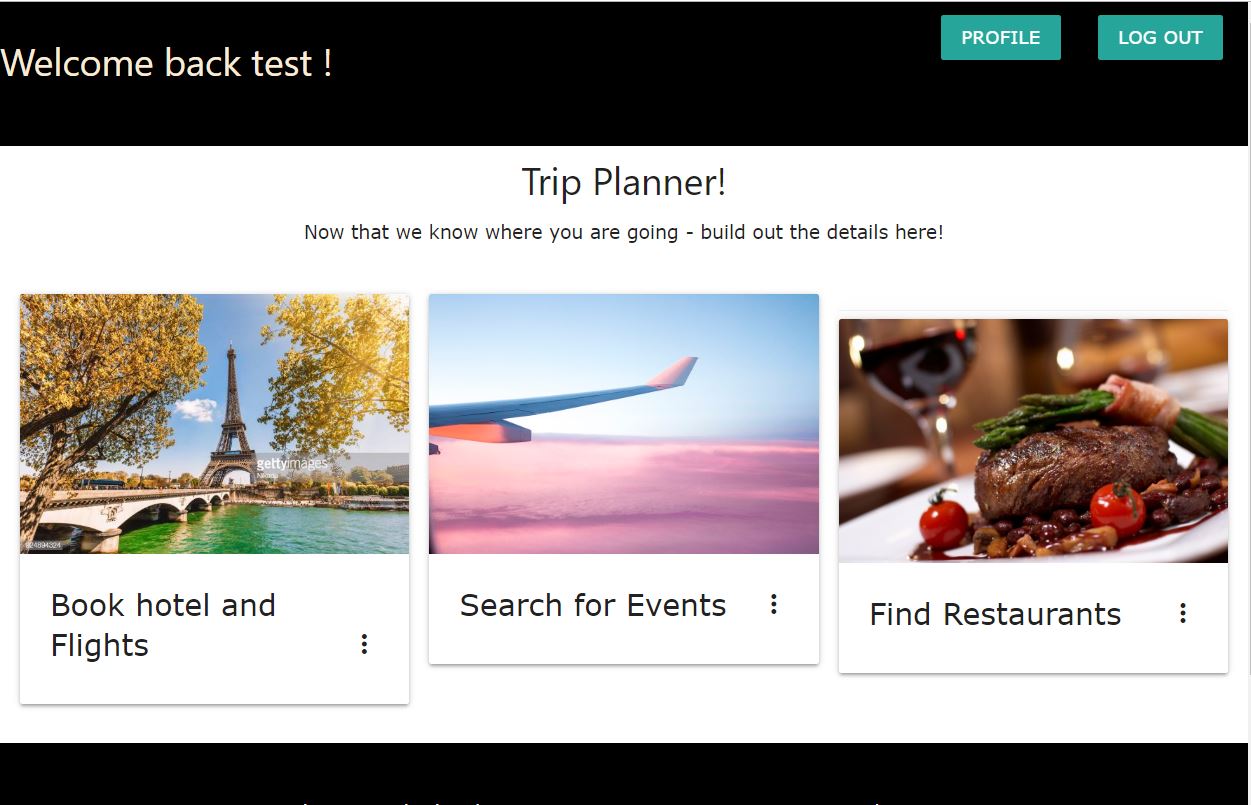 PROFILE
LOG OUT
Welcome back test !
Trip Planner!
Now that we know where you are going - build out the details here!
gettyimages
924894324
Book hotel and
Flights
Search for Events
Find Restaurants